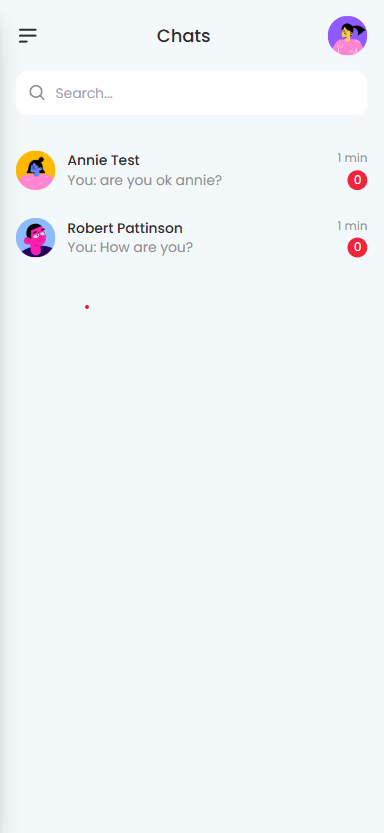 Chats
Search...
Annie Test
1 min
You: are you ok annie?
0
Robert Pattinson
1 min
You: How are you?
0